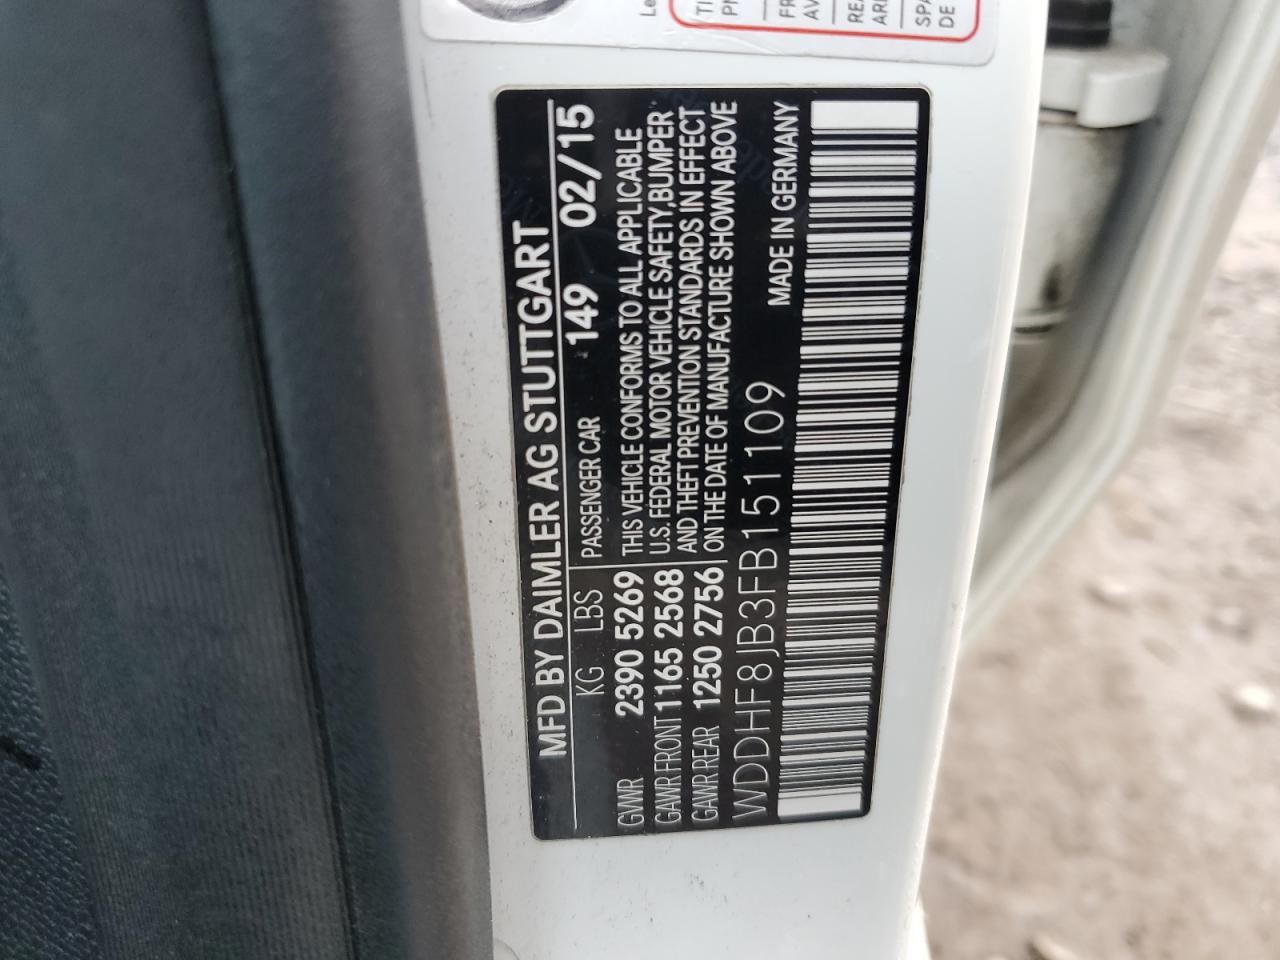 MFD BY DAIMLER AG STUTTGART
149 02/15
KG LBS PASSENGER CAR
GVWR 2390 5269 THIS VEHICLE CONFORMS TO ALL APPLICABLE
GAWR FRONT 1165 2568 U.S. FEDERAL MOTOR VEHICLE SAFETY,BUMPER
GAWR REAR 1250 2756 AND THEFT PREVENTION STANDARDS IN EFFECT
ON THE DATE OF MANUFACTURE SHOWN ABOVE
WDDHF8JB3FB151109 MADE IN GERMANY